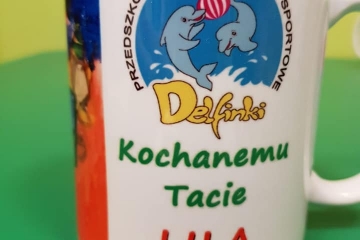 SPORTOWE
Delfinki
Kochanemu
Tacie